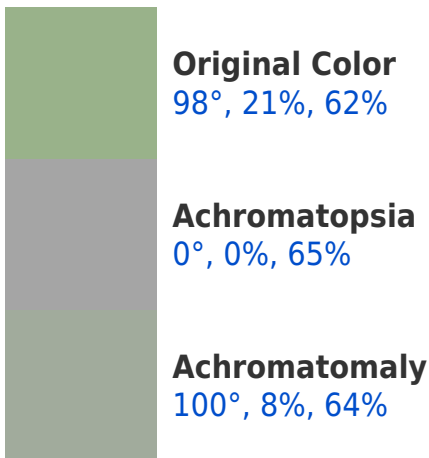 Original Color
98°, 21%, 62%
Achromatopsia
0°, 0%, 65%
Achromatomaly
100°, 8%, 64%